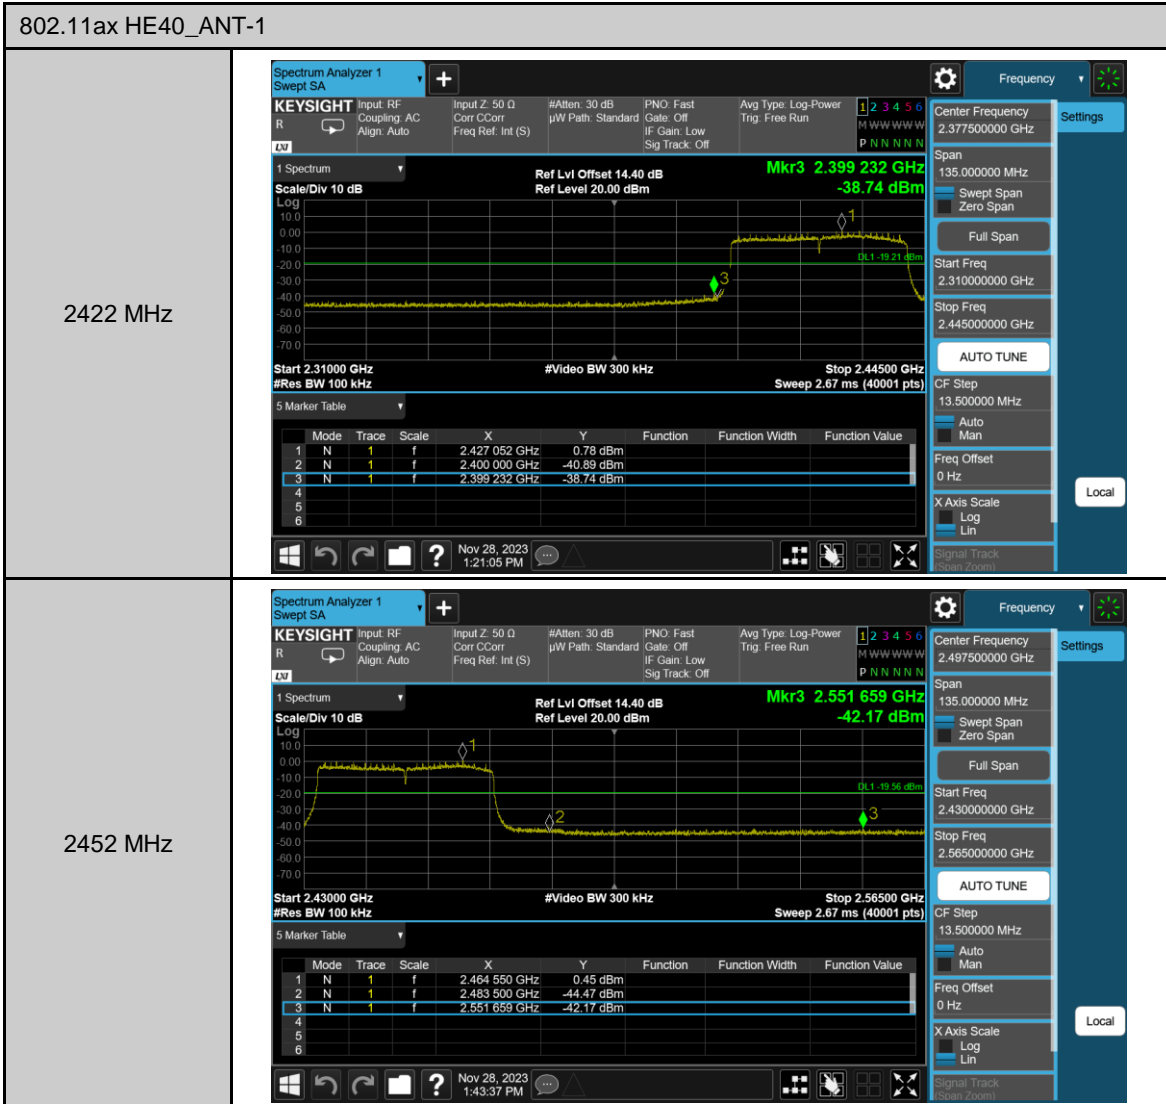 802.11ax HE40_ANT-1
2422 MHz
Spectrum Analyzer 1
Swept SA
Frequency
KEYSIGHT Input: RF Input Z: 50 Ω #Atten: 30 dB PNO: Fast Avg Type: Log-Power 1 2 3 4 5 6
R Coupling: AC Corr CCorr µW Path: Standard Gate: Off Trig: Free Run M W W W W W
Align: Auto Freq Ref: Int (S) IF Gain: Low
LXI Sig Track: Off P N N N N N
1 Spectrum
Scale/Div 10 dB
Ref Lvl Offset 14.40 dB
Ref Level 20.00 dBm
Mkr3 2.399 232 GHz
-38.74 dBm
Log
10.0
0.00
-10.0
-20.0
-30.0
-40.0
-50.0
-60.0
-70.0
1
DL1 -19.21 dBm
3
Start 2.31000 GHz #Video BW 300 kHz Stop 2.44500 GHz
#Res BW 100 kHz Sweep 2.67 ms (40001 pts)
5 Marker Table
Mode Trace Scale X Y Function Function Width Function Value
1 N 1 f 2.427 052 GHz 0.78 dBm
2 N 1 f 2.400 000 GHz -40.89 dBm
3 N 1 f 2.399 232 GHz -38.74 dBm
4
5
6
? Nov 28, 2023
1:21:05 PM
Center Frequency
2.377500000 GHz
Settings
Span
135.000000 MHz
Swept Span
Zero Span
Full Span
Start Freq
2.310000000 GHz
Stop Freq
2.445000000 GHz
AUTO TUNE
CF Step
13.500000 MHz
Auto
Man
Freq Offset
0 Hz
X Axis Scale
Log
Lin
Local
Signal Track
(Span Zoom)
2452 MHz
Spectrum Analyzer 1
Swept SA
Frequency
KEYSIGHT Input: RF Input Z: 50 Ω #Atten: 30 dB PNO: Fast Avg Type: Log-Power 1 2 3 4 5 6
R Coupling: AC Corr CCorr µW Path: Standard Gate: Off Trig: Free Run M W W W W W
Align: Auto Freq Ref: Int (S) IF Gain: Low
LXI Sig Track: Off P N N N N N
1 Spectrum
Scale/Div 10 dB
Ref Lvl Offset 14.40 dB
Ref Level 20.00 dBm
Mkr3 2.551 659 GHz
-42.17 dBm
Log
10.0
0.00
-10.0
-20.0
-30.0
-40.0
-50.0
-60.0
-70.0
1
DL1 -19.56 dBm
2
3
Start 2.43000 GHz #Video BW 300 kHz Stop 2.56500 GHz
#Res BW 100 kHz Sweep 2.67 ms (40001 pts)
5 Marker Table
Mode Trace Scale X Y Function Function Width Function Value
1 N 1 f 2.464 550 GHz 0.45 dBm
2 N 1 f 2.483 500 GHz -44.47 dBm
3 N 1 f 2.551 659 GHz -42.17 dBm
4
5
6
? Nov 28, 2023
1:43:37 PM
Center Frequency
2.497500000 GHz
Settings
Span
135.000000 MHz
Swept Span
Zero Span
Full Span
Start Freq
2.430000000 GHz
Stop Freq
2.565000000 GHz
AUTO TUNE
CF Step
13.500000 MHz
Auto
Man
Freq Offset
0 Hz
X Axis Scale
Log
Lin
Local
Signal Track
(Span Zoom)